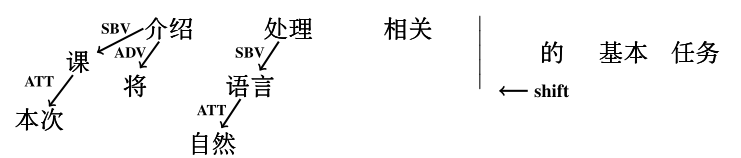 SBV 介绍 处理 相关
课 ADV SBV 的 基本 任务
ATT 将 语言 shift
本次 ATT
自然